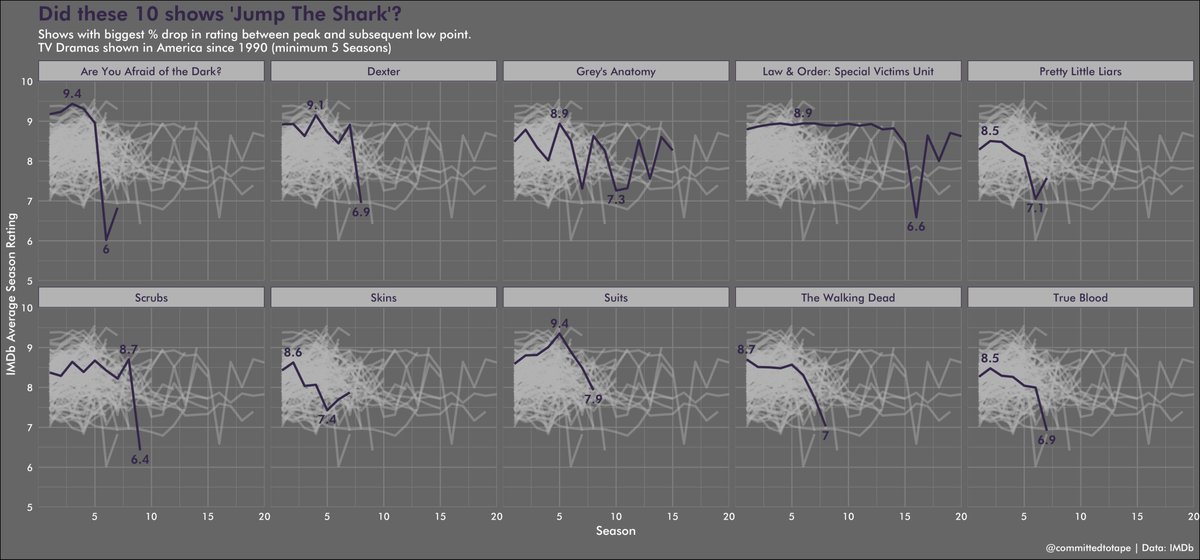 Did these 10 shows 'Jump The Shark'?
Shows with biggest % drop in rating between peak and subsequent low point.
TV Dramas shown in America since 1990 (minimum 5 Seasons)
IMDb Average Season Rating
Are You Afraid of the Dark?
Dexter
Grey's Anatomy
Law & Order: Special Victims Unit
Pretty Little Liars
10
9
8
7
6
5
9.4
6
9.1
6.9
8.9
7.3
8.9
6.6
8.5
7.1
Scrubs
Skins
Suits
The Walking Dead
True Blood
10
9
8
7
6
5
8.7
6.4
8.6
7.4
9.4
7.9
8.7
7
8.5
6.9
5 10 15 20
5 10 15 20
5 10 15 20
5 10 15 20
5 10 15 20
Season
@committedtotape | Data: IMDb